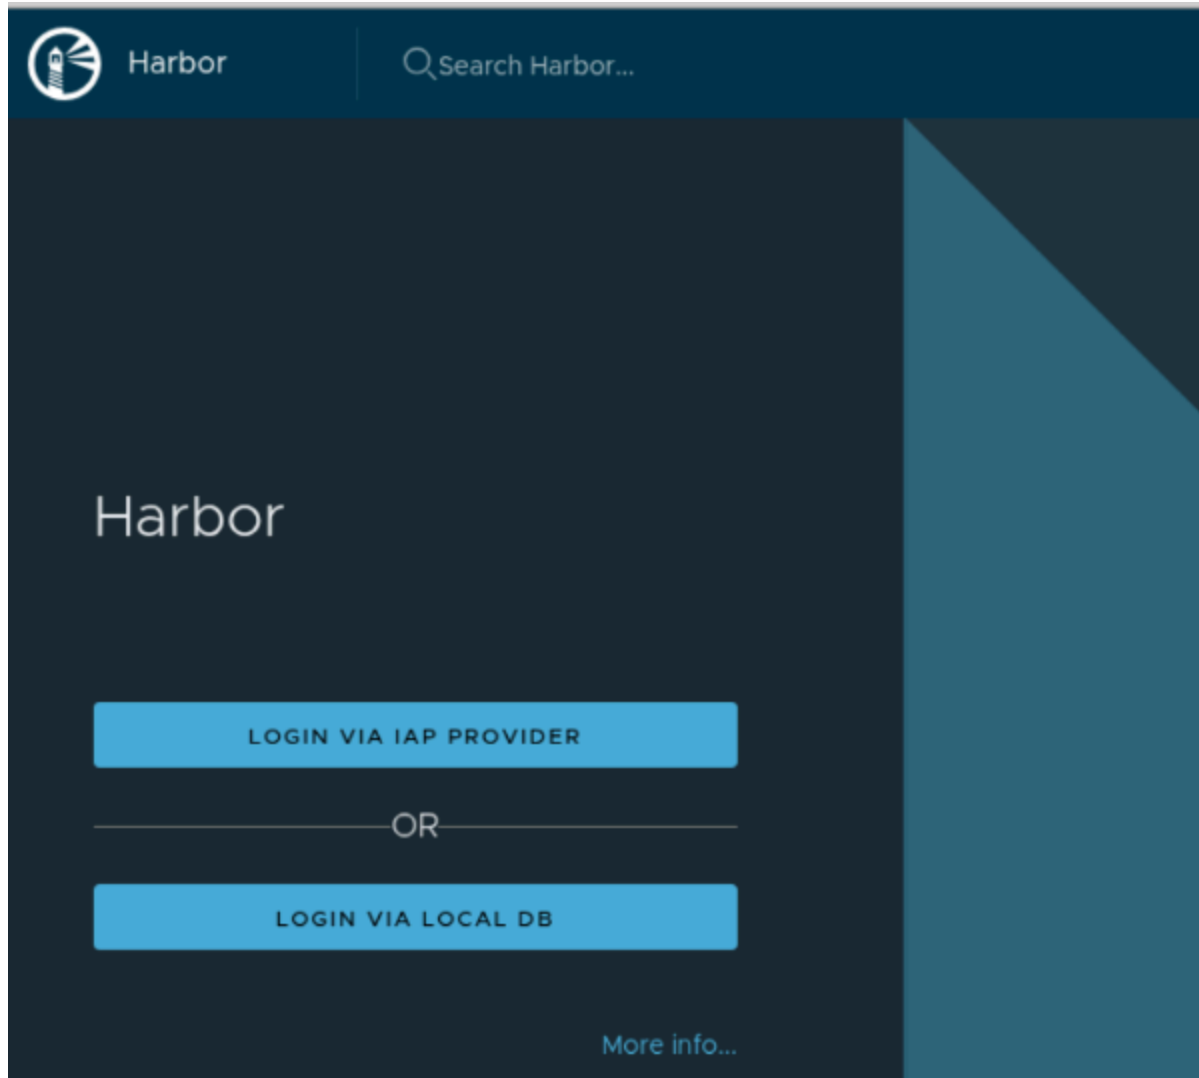 Harbor
Search Harbor...
Harbor
LOGIN VIA IAP PROVIDER
OR
LOGIN VIA LOCAL DB
More info...